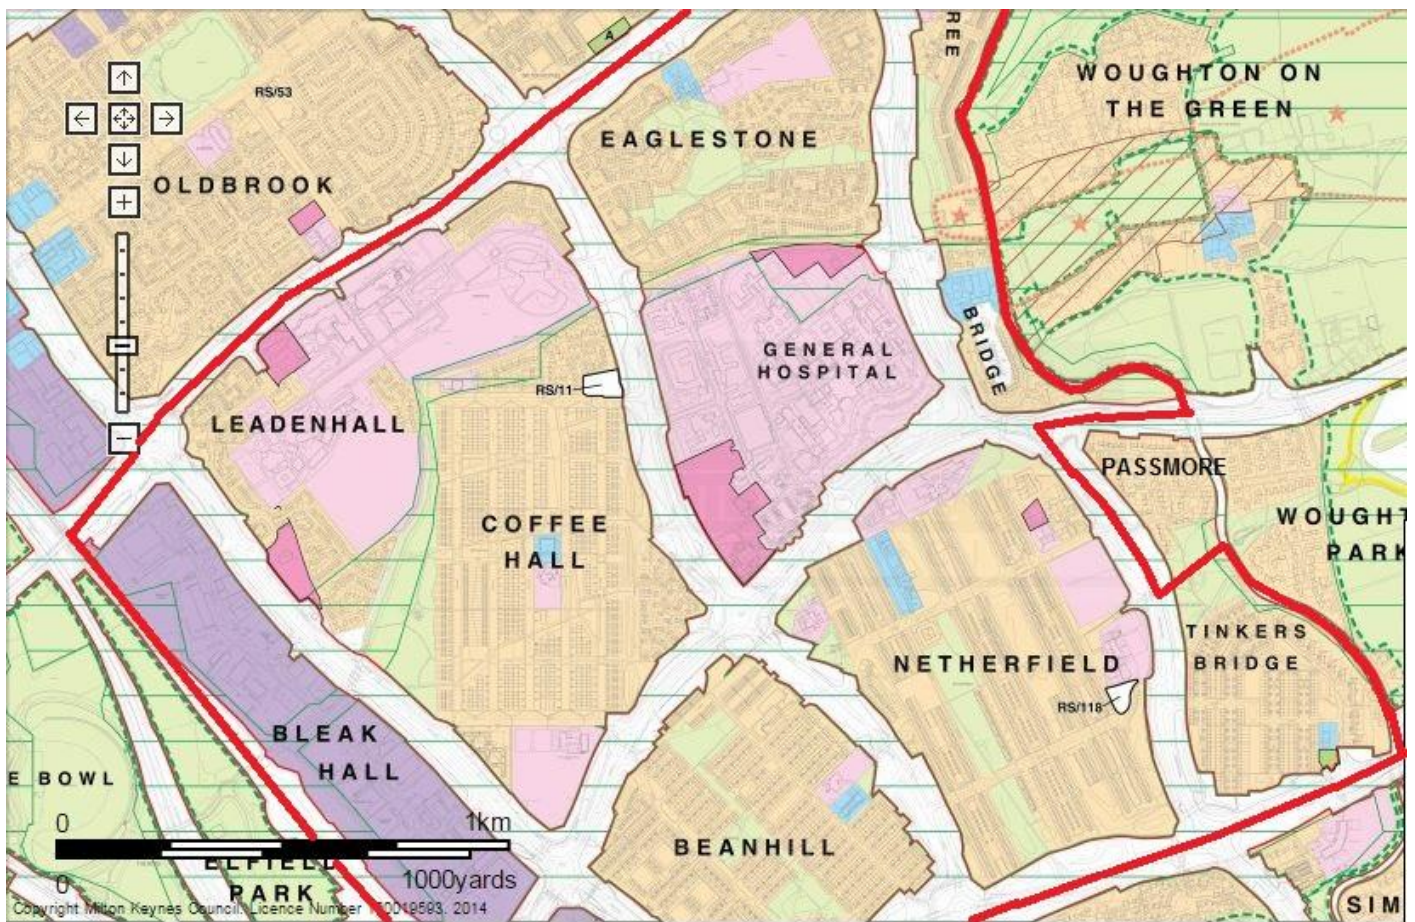 REE
A
RS/53
WOUGHTON ON
THE GREEN
EAGLESTONE
OLDBROOK
BRIDGE
GENERAL
HOSPITAL
RS/11
LEADENHALL
PASSMORE
COFFEE
HALL
WOUGHT
PARK
TINKERS
BRIDGE
NETHERFIELD
RS/118
BLEAK
HALL
E BOWL
0
1km
BEANHILL
ELFIELD
PARK
0
1000yards
SIM
Copyright Milton Keynes Council. Licence Number 100019593. 2014